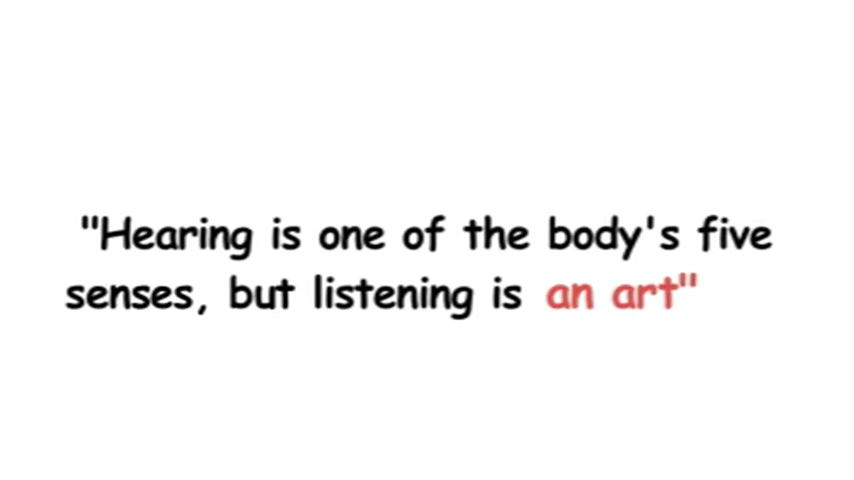 "Hearing is one of the body's five
senses, but listening is an art"